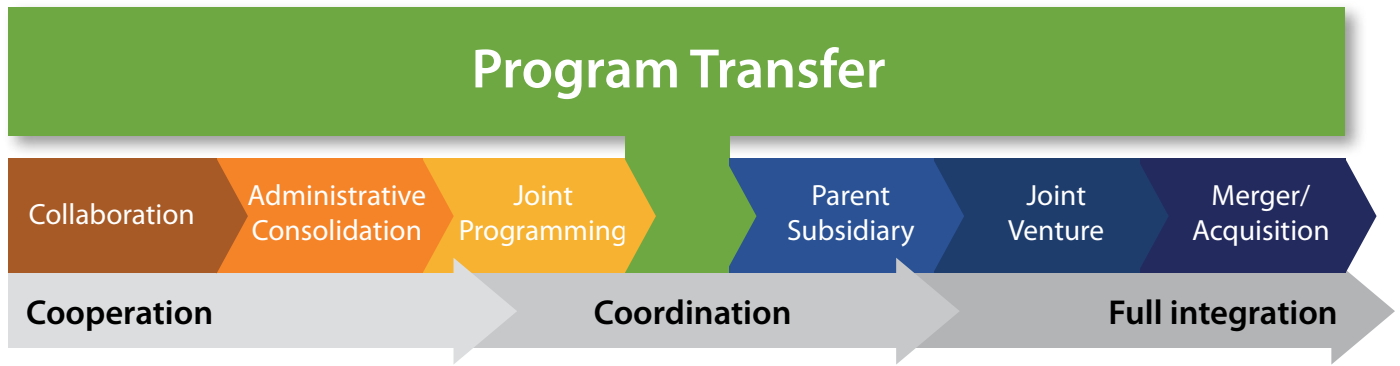 Program Transfer
Collaboration
Administrative
Consolidation
Joint
Programming
Parent
Subsidiary
Joint
Venture
Merger/
Acquisition
Cooperation
Coordination
Full integration